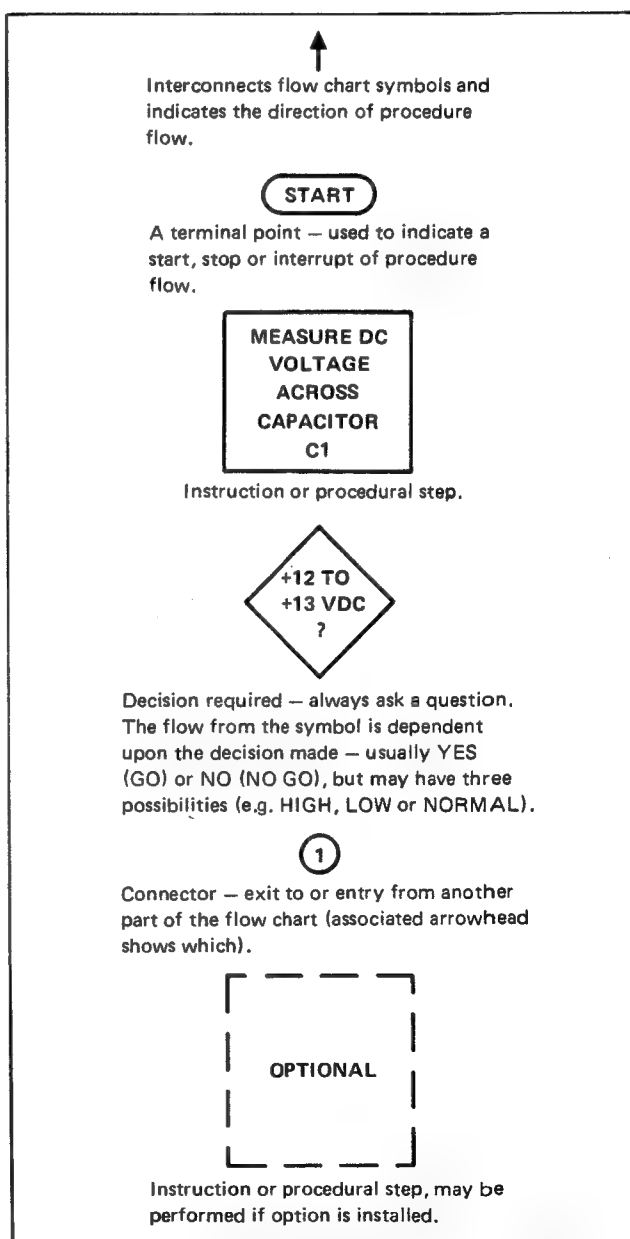 Interconnects flow chart symbols and
indicates the direction of procedure
flow.
START
A terminal point — used to indicate a
start, stop or interrupt of procedure
flow.
MEASURE DC
VOLTAGE
ACROSS
CAPACITOR
C1
Instruction or procedural step.
+12 TO
+13 VDC
?
Decision required — always ask a question.
The flow from the symbol is dependent
upon the decision made — usually YES
(GO) or NO (NO GO), but may have three
possibilities (e.g. HIGH, LOW or NORMAL).
1
Connector — exit to or entry from another
part of the flow chart (associated arrowhead
shows which).
OPTIONAL
Instruction or procedural step, may be
performed if option is installed.